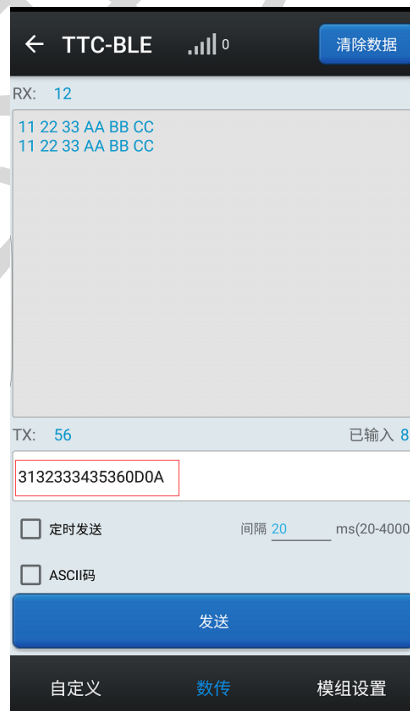 TTC-BLE 0 清除数据
RX: 12
11 22 33 AA BB CC
11 22 33 AA BB CC
TX: 56 已输入 8
3132333435360D0A
定时发送 间隔 20 ms(20-4000
ASCII码
发送
自定义 数传 模组设置